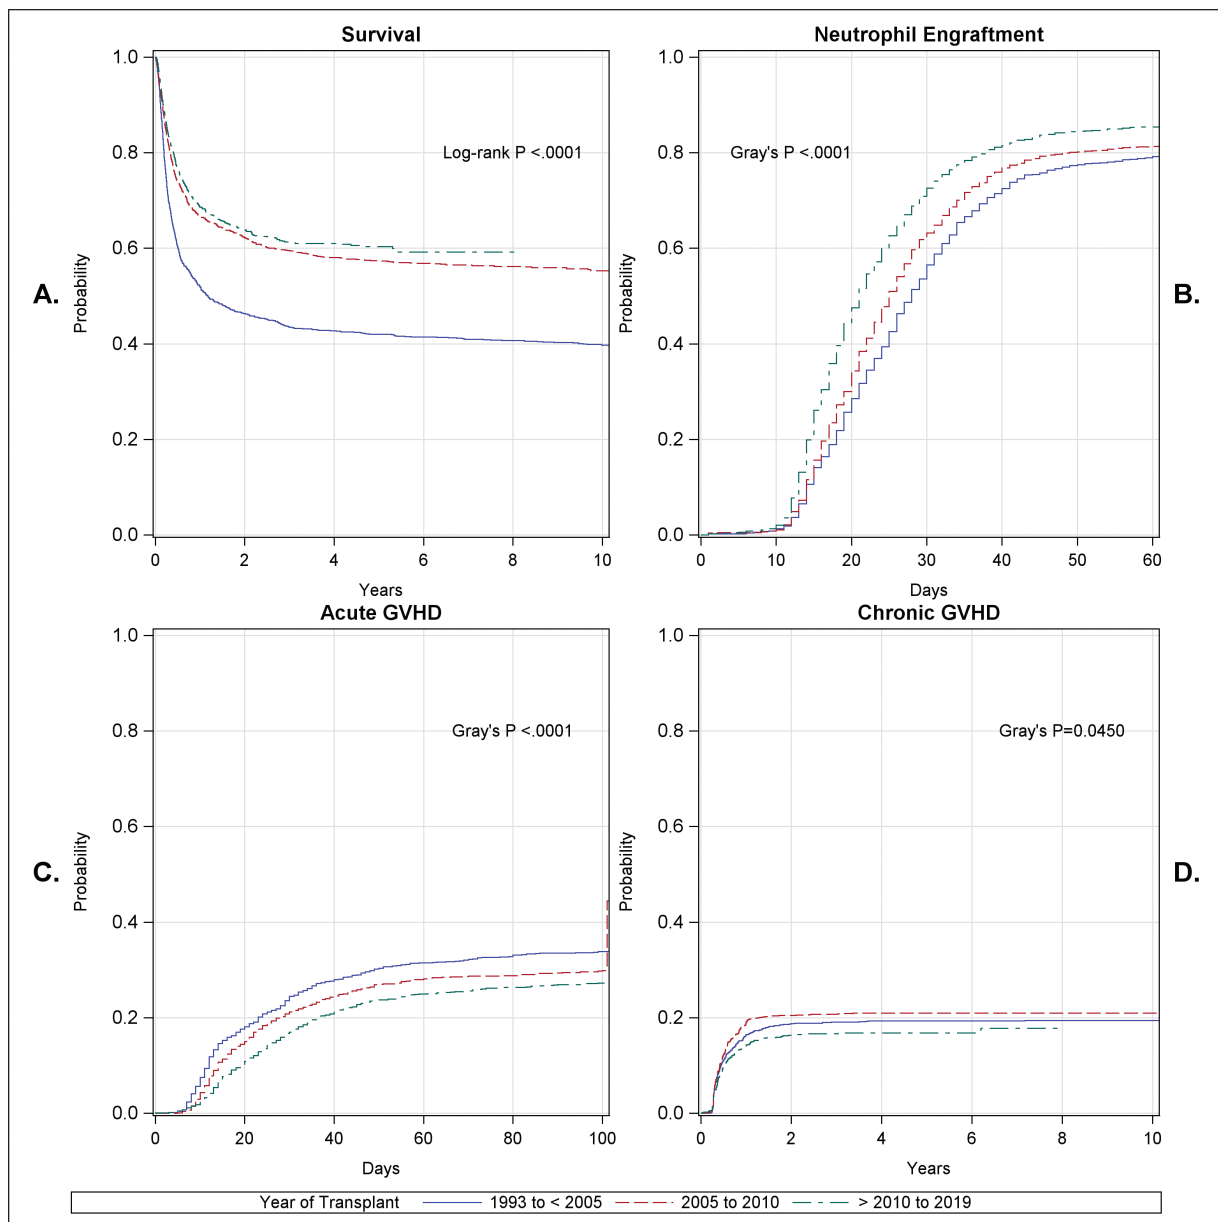 Survival
Neutrophil Engraftment
A.
Probability
1.0
0.8
0.6
0.4
0.2
0.0
Log-rank P <.0001
0 2 4 6 8 10
Years
B.
Probability
1.0
0.8
0.6
0.4
0.2
0.0
Gray's P <.0001
0 10 20 30 40 50 60
Days
Acute GVHD
Chronic GVHD
C.
Probability
1.0
0.8
0.6
0.4
0.2
0.0
Gray's P <.0001
0 20 40 60 80 100
Days
D.
Probability
1.0
0.8
0.6
0.4
0.2
0.0
Gray's P=0.0450
0 2 4 6 8 10
Years
Year of Transplant 1993 to < 2005 2005 to 2010 > 2010 to 2019